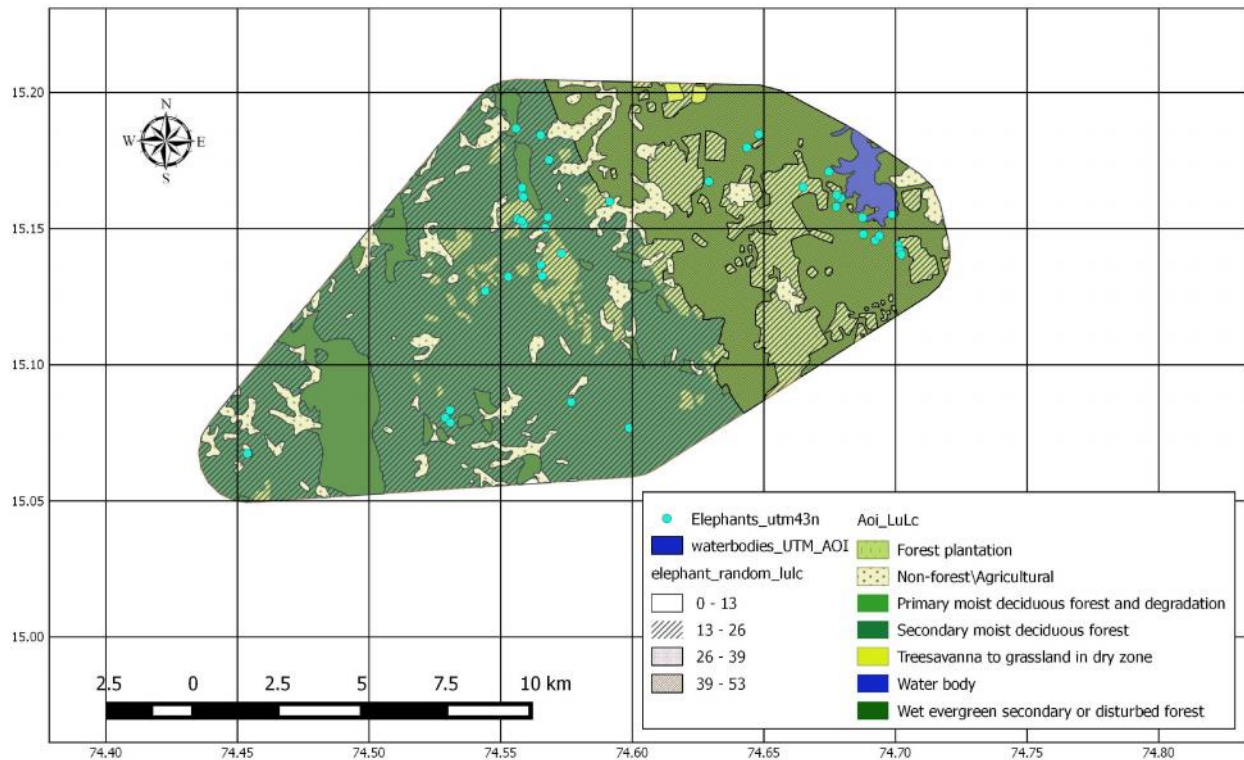 15.20
15.15
15.10
15.05
15.00
N
W E
S
2.5 0 2.5 5 7.5 10 km
Elephants_utm43n
waterbodies_UTM_AOI
elephant_random_lulc
0 - 13
13 - 26
26 - 39
39 - 53
Aoi_LuLc
Forest plantation
Non-forest\Agricultural
Primary moist deciduous forest and degradation
Secondary moist deciduous forest
Treesavanna to grassland in dry zone
Water body
Wet evergreen secondary or disturbed forest
74.40 74.45 74.50 74.55 74.60 74.65 74.70 74.75 74.80